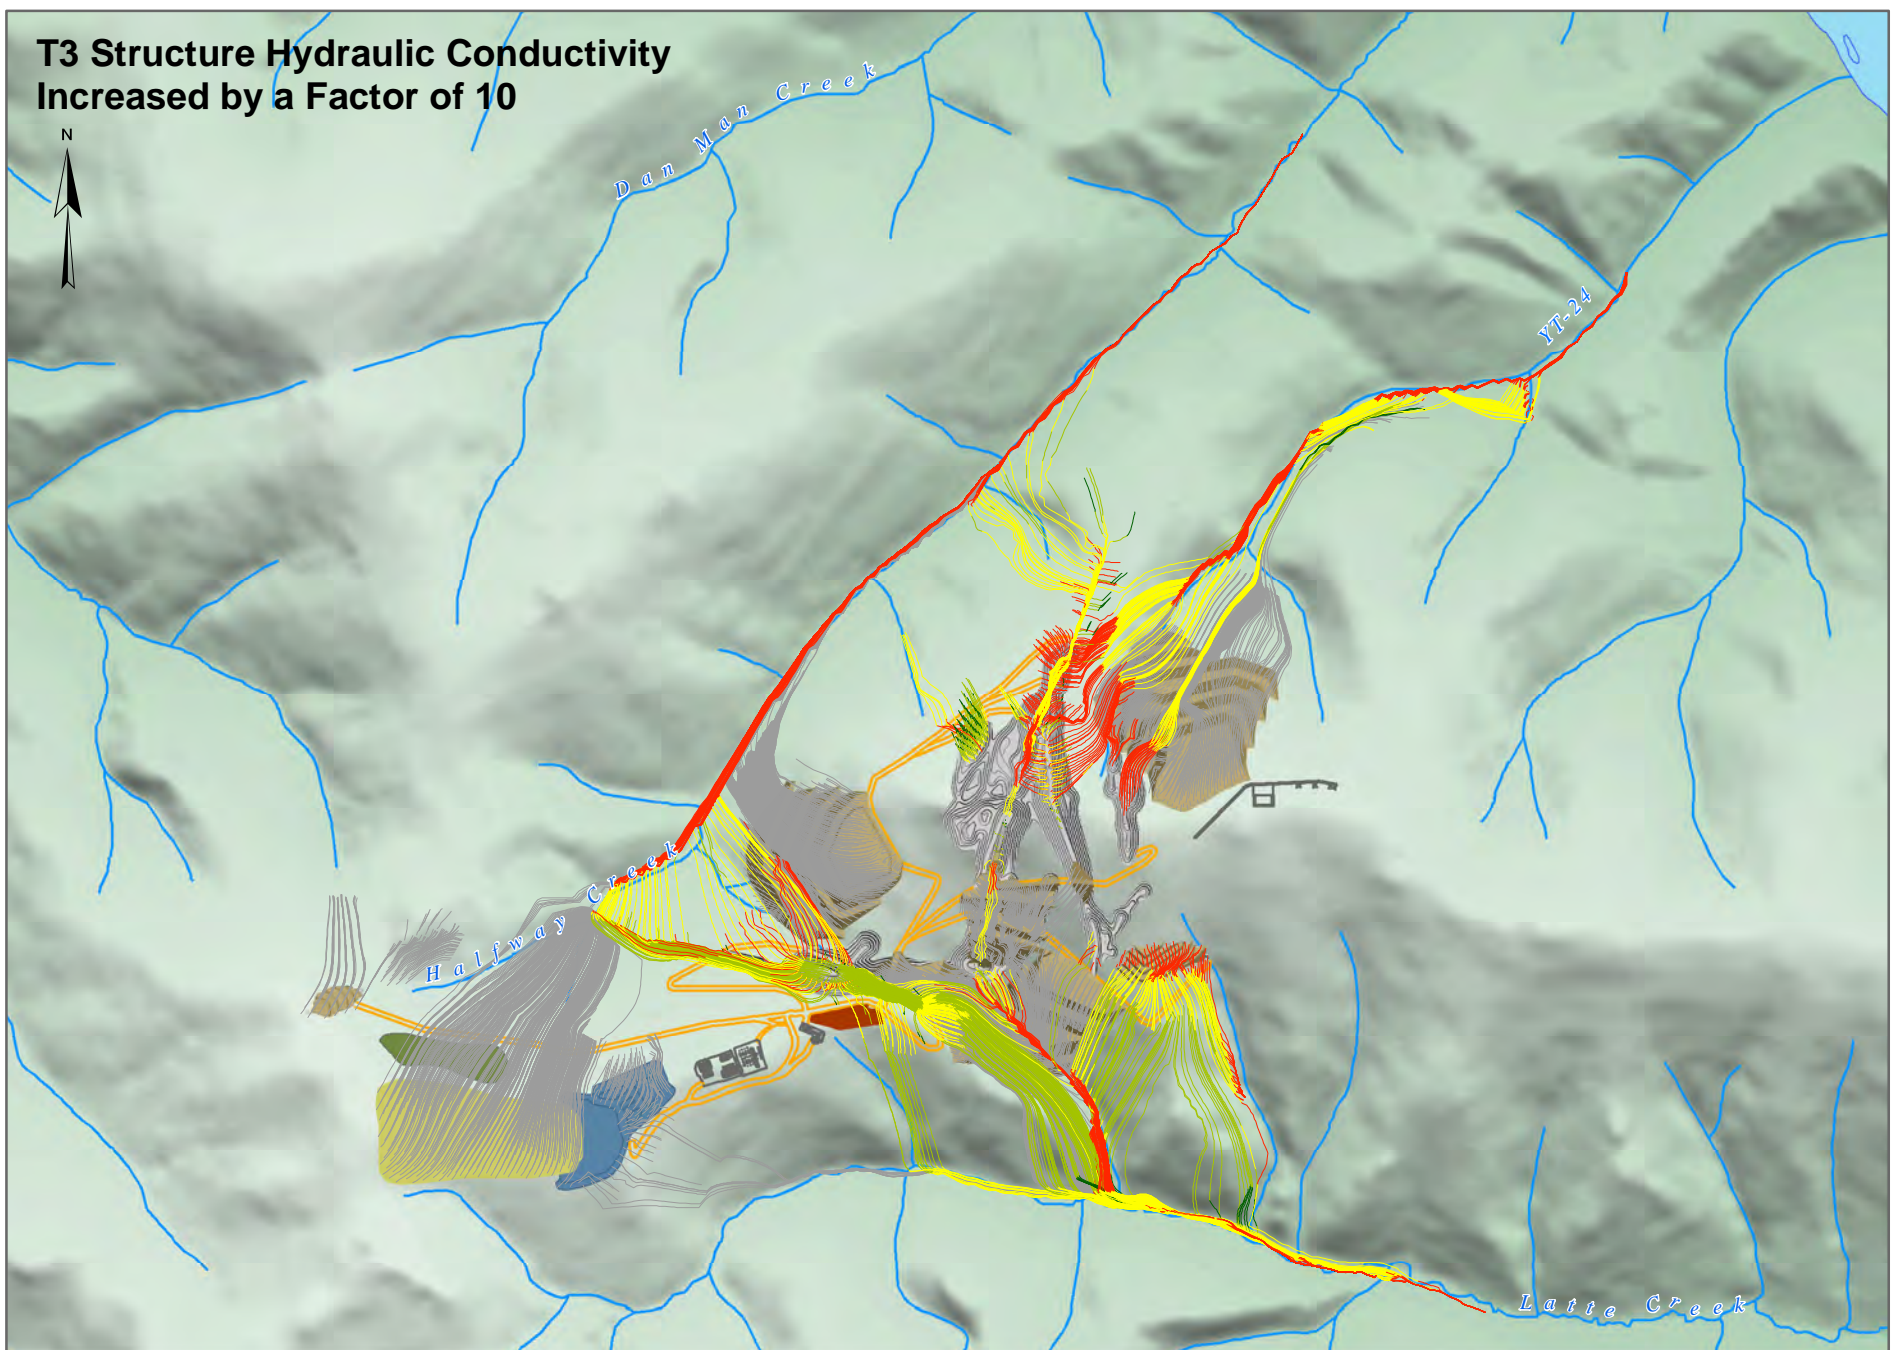 T3 Structure Hydraulic Conductivity
Increased by a Factor of 10
N
Dan Man Creek
YT-24
Halfway Creek
Latte Creek